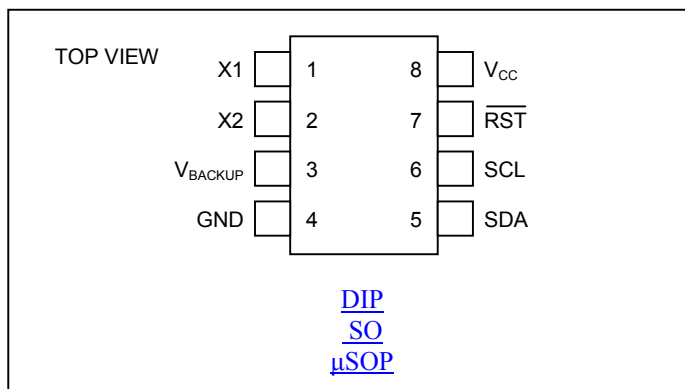 TOP VIEW
X1 1 8 VCC
X2 2 7 RST
VBACKUP 3 6 SCL
GND 4 5 SDA
DIP
SO
µSOP